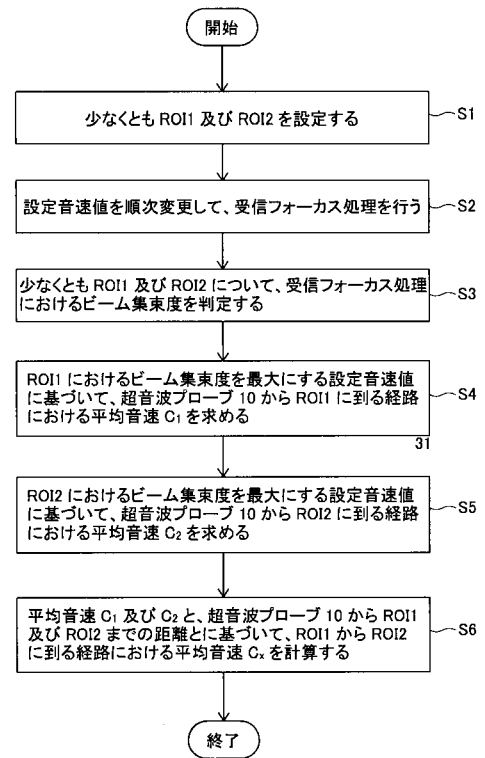 開始
少なくとも ROI1 及び ROI2 を設定する
S1
設定音速値を順次変更して、受信フォーカス処理を行う
S2
少なくとも ROI1 及び ROI2 について、受信フォーカス処理
におけるビーム集束度を判定する
S3
ROI1 におけるビーム集束度を最大にする設定音速値
に基づいて、超音波プローブ 10 から ROI1 に到る経路
における平均音速 C₁ を求める
S4
31
ROI2 におけるビーム集束度を最大にする設定音速値
に基づいて、超音波プローブ 10 から ROI2 に到る経路
における平均音速 C₂ を求める
S5
平均音速 C₁ 及び C₂ と、超音波プローブ 10 から ROI1
及び ROI2 までの距離とに基づいて、ROI1 から ROI2
に到る経路における平均音速 Cₓ を計算する
S6
終了